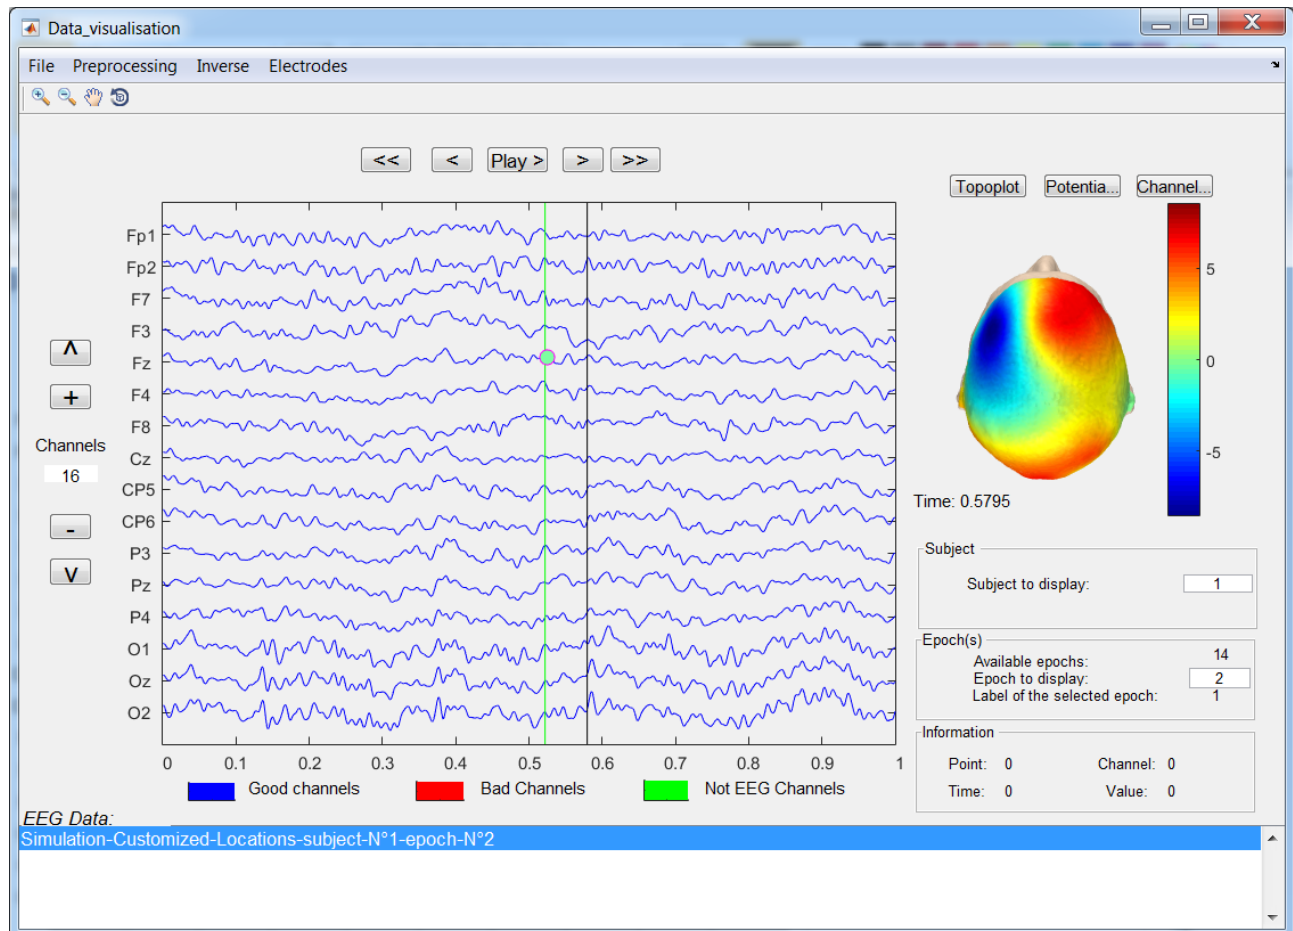 Data_visualisation
File Preprocessing Inverse Electrodes
<< < Play > > >>
Topoplot Potentia... Channel...
Fp1
Fp2
F7
F3
Fz
F4
F8
Cz
CP5
CP6
P3
Pz
P4
O1
Oz
O2
^
+
Channels
16
-
v
0 0.1 0.2 0.3 0.4 0.5 0.6 0.7 0.8 0.9 1
Good channels Bad Channels Not EEG Channels
5
0
-5
Time: 0.5795
Subject
Subject to display: 1
Epoch(s)
Available epochs: 14
Epoch to display: 2
Label of the selected epoch: 1
Information
Point: 0 Channel: 0
Time: 0 Value: 0
EEG Data:
Simulation-Customized-Locations-subject-N°1-epoch-N°2